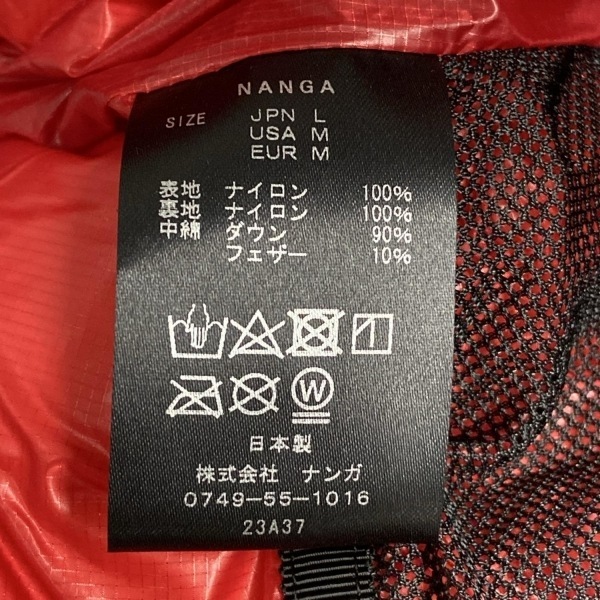 NANGA
SIZE JPN L
USA M
EUR M
表地 ナイロン 100%
裏地 ナイロン 100%
中綿 ダウン 90%
フェザー 10%
W
日本製
株式会社 ナンガ
0749-55-1016
23A37